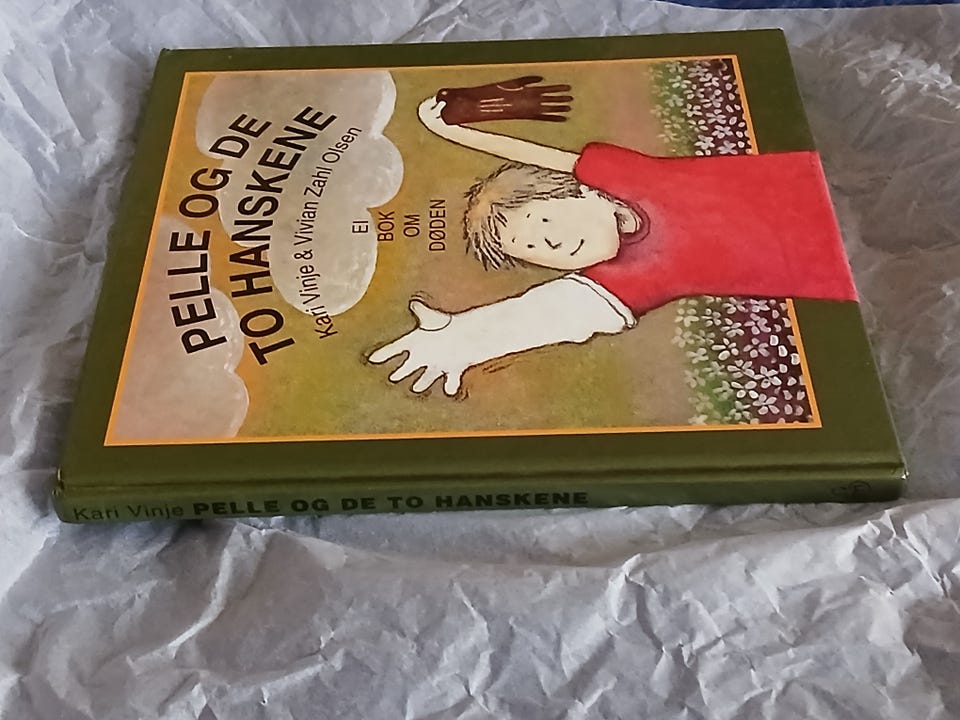 PELLE OG DE
TO HANSKENE
Kari Vinje & Vivian Zahl Olsen
EI
BOK
OM
DØDEN
Kari Vinje PELLE OG DE TO HANSKENE